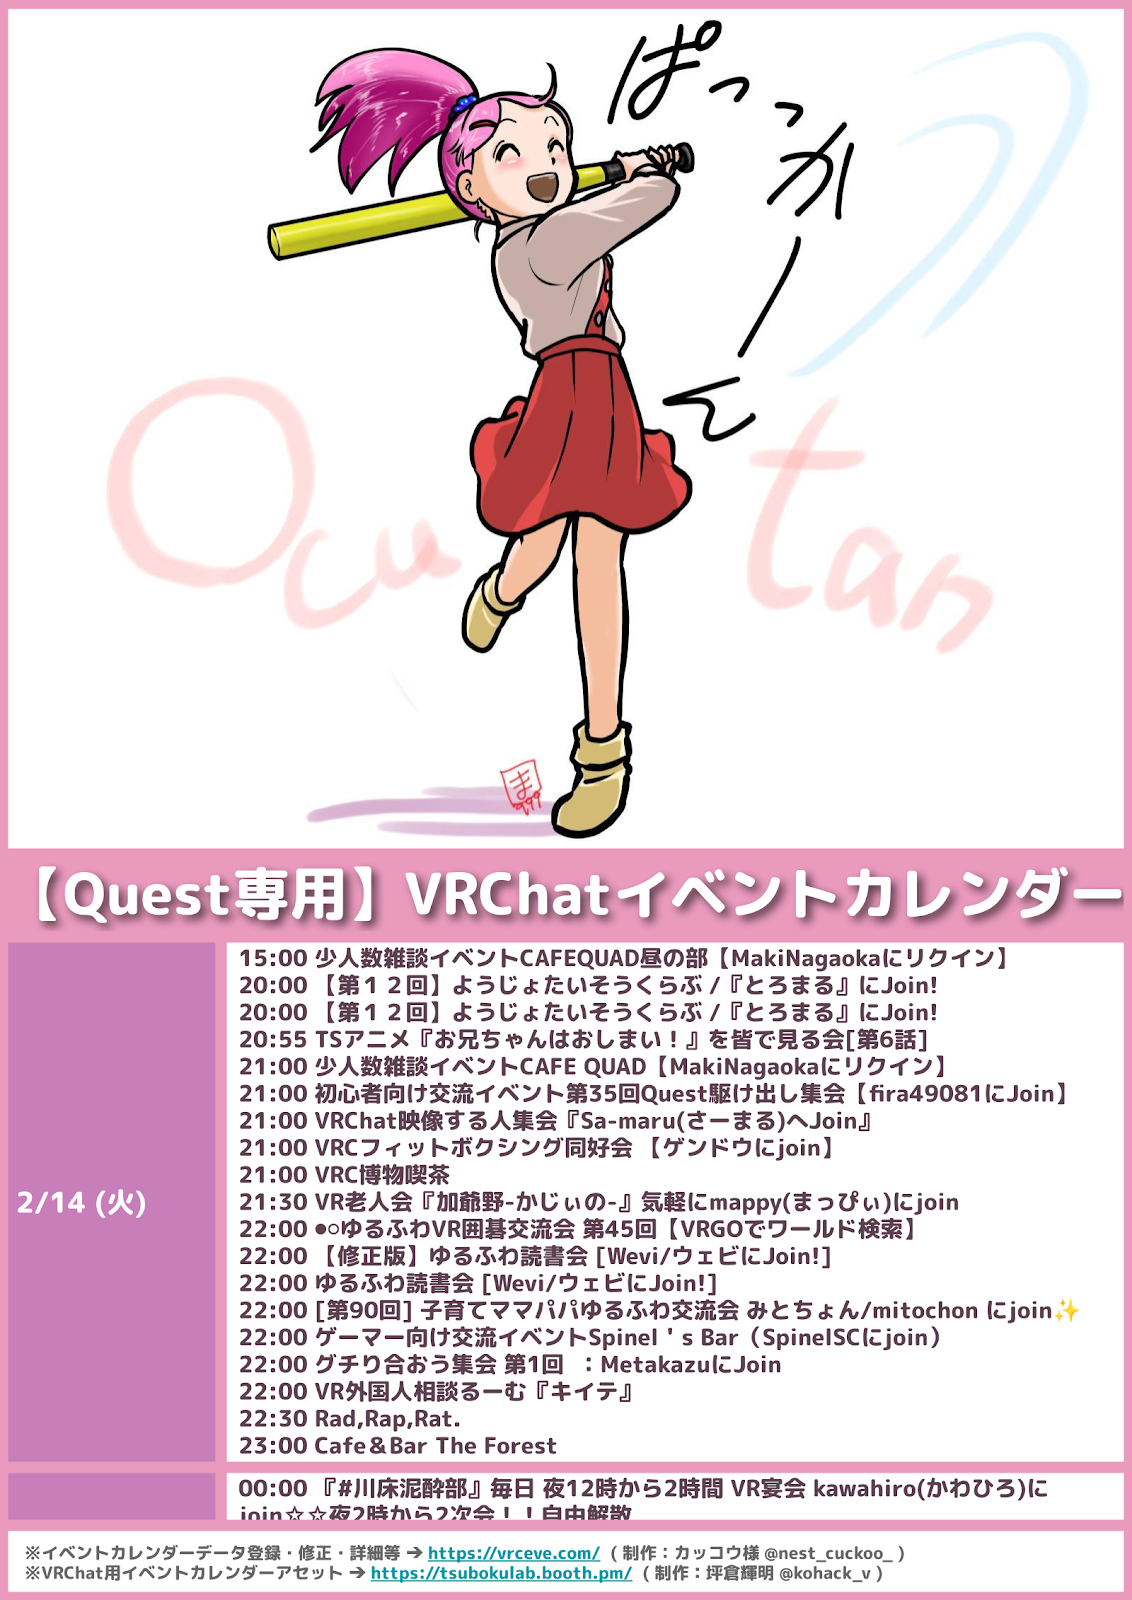 ぱっっかーん
Ocutan
ま
999
【Quest専用】VRChatイベントカレンダー
2/14 (火)
15:00 少人数雑談イベントCAFEQUAD昼の部【MakiNagaokaにリクイン】
20:00 【第１２回】ようじょたいそうくらぶ /『とろまる』にJoin!
20:00 【第１２回】ようじょたいそうくらぶ /『とろまる』にJoin!
20:55 TSアニメ『お兄ちゃんはおしまい！』を皆で見る会[第6話]
21:00 少人数雑談イベントCAFE QUAD【MakiNagaokaにリクイン】
21:00 初心者向け交流イベント第35回Quest駆け出し集会【fira49081にJoin】
21:00 VRChat映像する人集会『Sa-maru(さーまる)へJoin』
21:00 VRCフィットボクシング同好会 【ゲンドウにjoin】
21:00 VRC博物喫茶
21:30 VR老人会『加爺野-かじぃの-』気軽にmappy(まっぴぃ)にjoin
22:00 ●○ゆるふわVR囲碁交流会 第45回【VRGOでワールド検索】
22:00 【修正版】ゆるふわ読書会 [Wevi/ウェビにJoin!]
22:00 ゆるふわ読書会 [Wevi/ウェビにJoin!]
22:00 [第90回] 子育てママパパゆるふわ交流会 みとちょん/mitochon にjoin✨
22:00 ゲーマー向け交流イベントSpinel＇s Bar（SpinelSCにjoin）
22:00 グチり合おう集会 第1回 ：MetakazuにJoin
22:00 VR外国人相談るーむ『キイテ』
22:30 Rad,Rap,Rat.
23:00 Cafe＆Bar The Forest
00:00 『#川床泥酔部』毎日 夜12時から2時間 VR宴会 kawahiro(かわひろ)に
join☆☆夜2時から2次会！！自由解散
※イベントカレンダーデータ登録・修正・詳細等 ➔ https://vrceve.com/ （制作：カッコウ様 @nest_cuckoo_ ）
※VRChat用イベントカレンダーアセット ➔ https://tsubokulab.booth.pm/ （制作：坪倉輝明 @kohack_v ）